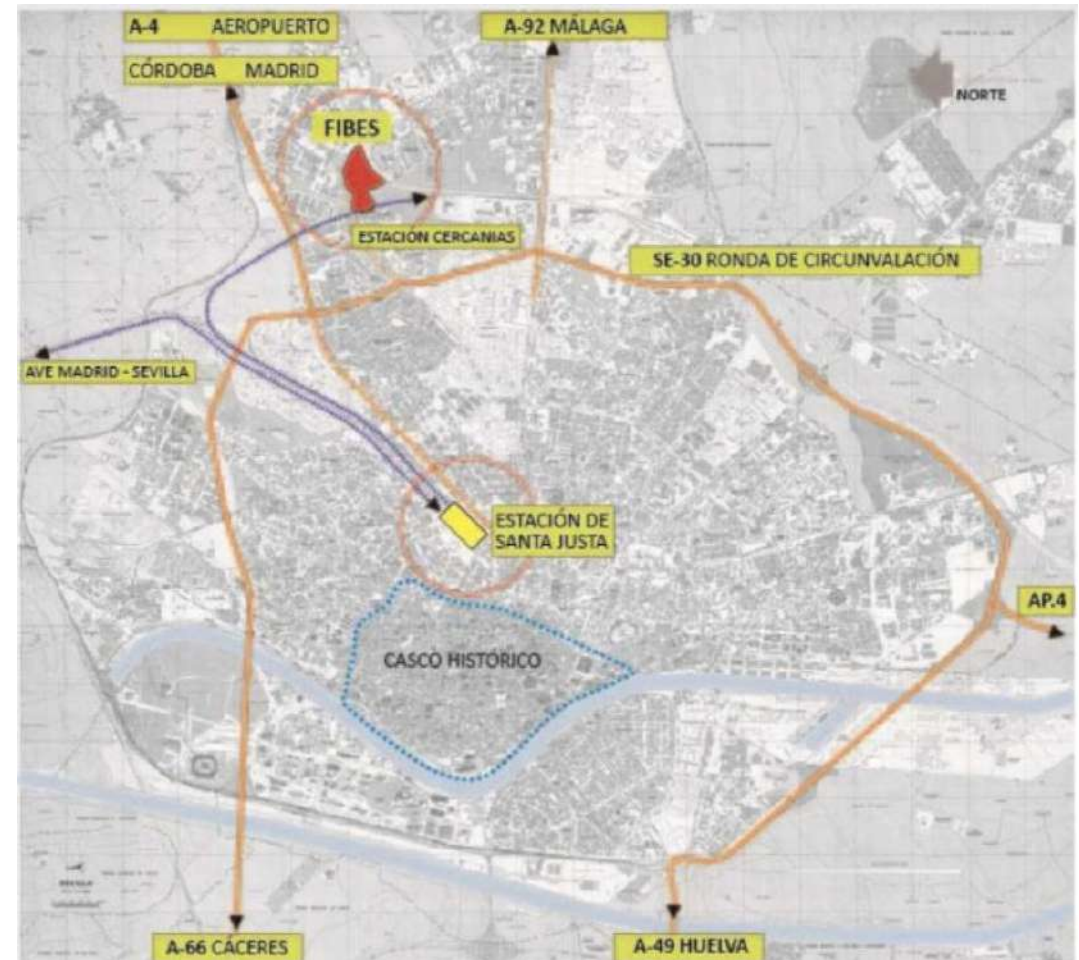 A-4 AEROPUERTO
A-92 MÁLAGA
CÓRDOBA MADRID
NORTE
FIBES
ESTACIÓN CERCANIAS
SE-30 RONDA DE CIRCUNVALACIÓN
AVE MADRID - SEVILLA
ESTACIÓN DE
SANTA JUSTA
AP.4
CASCO HISTÓRICO
A-66 CÁCERES
A-49 HUELVA